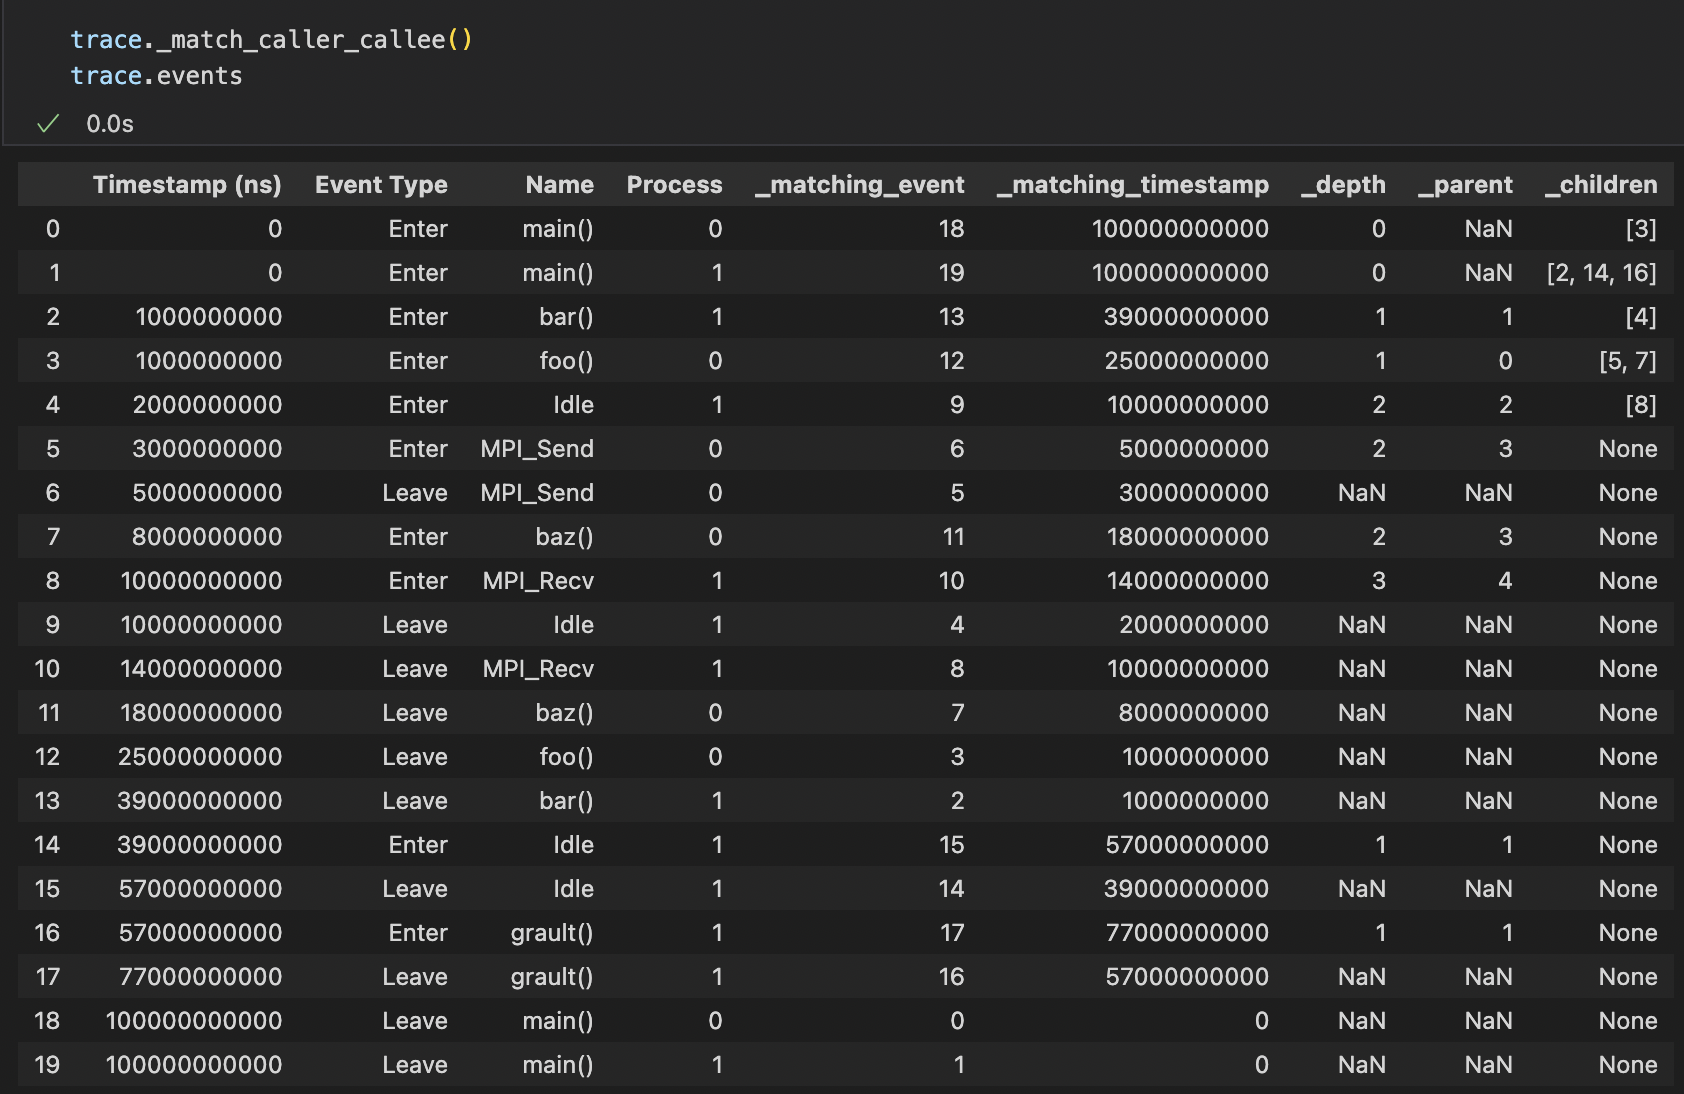 trace._match_caller_callee()
trace.events
0.0s
Timestamp (ns) Event Type Name Process _matching_event _matching_timestamp _depth _parent _children
0 0 Enter main() 0 18 100000000000 0 NaN [3]
1 0 Enter main() 1 19 100000000000 0 NaN [2, 14, 16]
2 1000000000 Enter bar() 1 13 39000000000 1 1 [4]
3 1000000000 Enter foo() 0 12 25000000000 1 0 [5, 7]
4 2000000000 Enter Idle 1 9 10000000000 2 2 [8]
5 3000000000 Enter MPI_Send 0 6 5000000000 2 3 None
6 5000000000 Leave MPI_Send 0 5 3000000000 NaN NaN None
7 8000000000 Enter baz() 0 11 18000000000 2 3 None
8 10000000000 Enter MPI_Recv 1 10 14000000000 3 4 None
9 10000000000 Leave Idle 1 4 2000000000 NaN NaN None
10 14000000000 Leave MPI_Recv 1 8 10000000000 NaN NaN None
11 18000000000 Leave baz() 0 7 8000000000 NaN NaN None
12 25000000000 Leave foo() 0 3 1000000000 NaN NaN None
13 39000000000 Leave bar() 1 2 1000000000 NaN NaN None
14 39000000000 Enter Idle 1 15 57000000000 1 1 None
15 57000000000 Leave Idle 1 14 39000000000 NaN NaN None
16 57000000000 Enter grault() 1 17 77000000000 1 1 None
17 77000000000 Leave grault() 1 16 57000000000 NaN NaN None
18 100000000000 Leave main() 0 0 0 NaN NaN None
19 100000000000 Leave main() 1 1 0 NaN NaN None